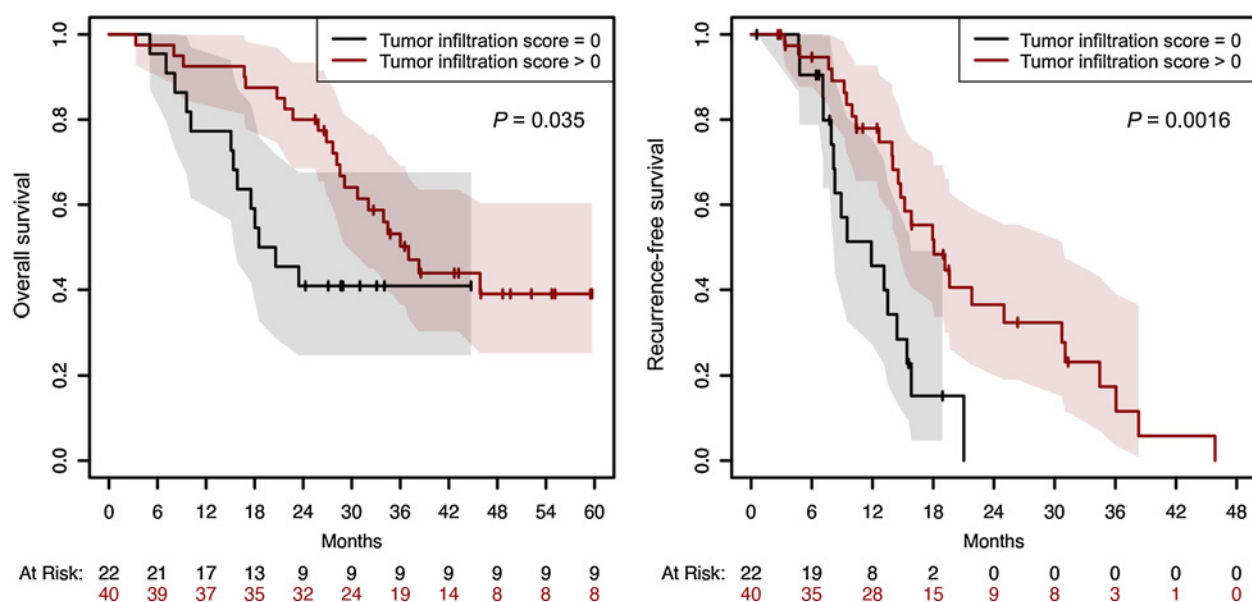 Tumor infiltration score = 0
Tumor infiltration score > 0
P = 0.035
Overall survival
1.0
0.8
0.6
0.4
0.2
0.0
0 6 12 18 24 30 36 42 48 54 60
Months
At Risk: 22 21 17 13 9 9 9 9 9 9 9
40 39 37 35 32 24 19 14 8 8 8
Tumor infiltration score = 0
Tumor infiltration score > 0
P = 0.0016
Recurrence-free survival
1.0
0.8
0.6
0.4
0.2
0.0
0 6 12 18 24 30 36 42 48
Months
At Risk: 22 19 8 2 0 0 0 0 0
40 35 28 15 9 8 3 1 0